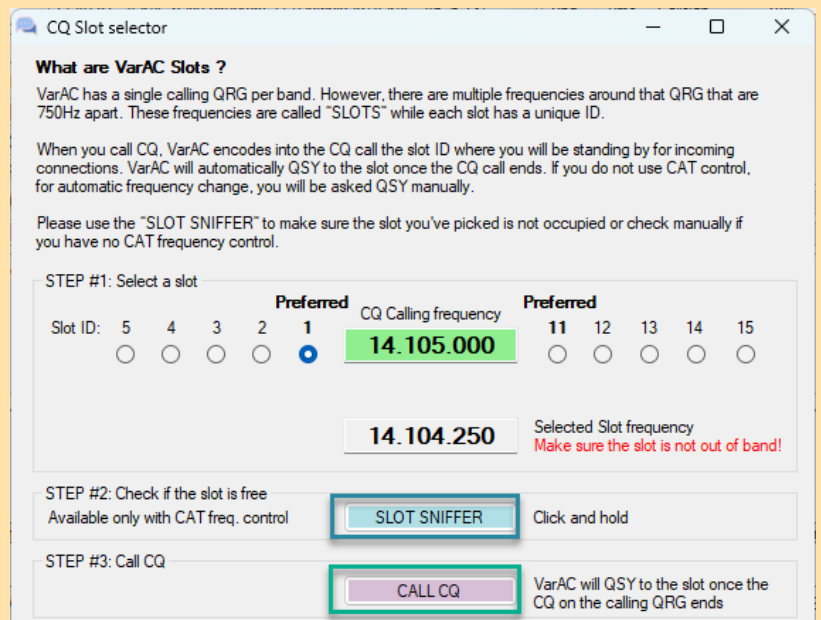 CQ Slot selector
What are VarAC Slots ?
VarAC has a single calling QRG per band. However, there are multiple frequencies around that QRG that are
750Hz apart. These frequencies are called "SLOTS" while each slot has a unique ID.
When you call CQ, VarAC encodes into the CQ call the slot ID where you will be standing by for incoming
connections. VarAC will automatically QSY to the slot once the CQ call ends. If you do not use CAT control,
for automatic frequency change, you will be asked QSY manually.
Please use the "SLOT SNIFFER" to make sure the slot you've picked is not occupied or check manually if
you have no CAT frequency control.
STEP #1: Select a slot
Preferred CQ Calling frequency Preferred
Slot ID: 5 4 3 2 1 14.105.000 11 12 13 14 15
14.104.250 Selected Slot frequency
Make sure the slot is not out of band!
STEP #2: Check if the slot is free
Available only with CAT freq. control SLOT SNIFFER Click and hold
STEP #3: Call CQ
CALL CQ VarAC will QSY to the slot once the
CQ on the calling QRG ends